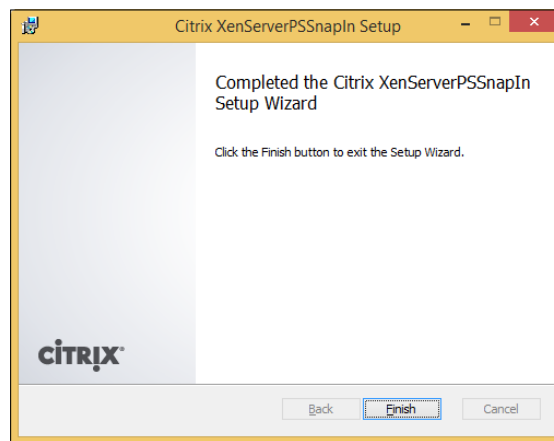 Citrix XenServerPSSnapIn Setup
Completed the Citrix XenServerPSSnapIn
Setup Wizard
Click the Finish button to exit the Setup Wizard.
CITRIX
Back
Finish
Cancel